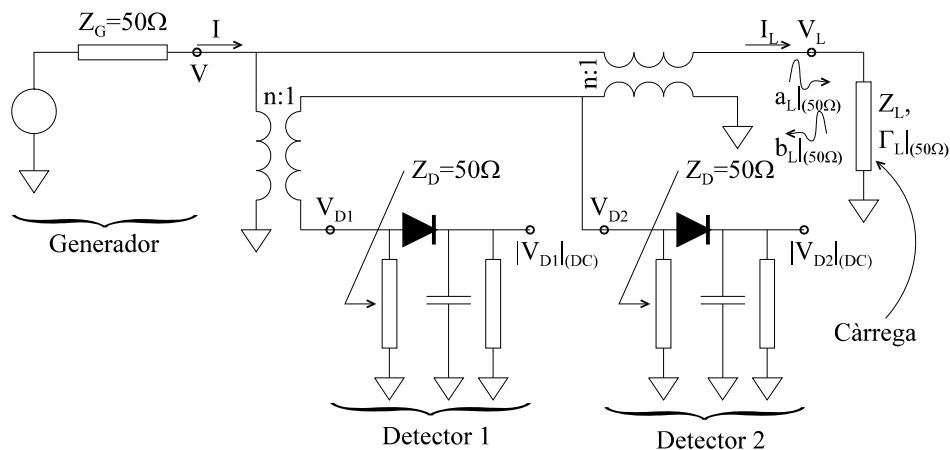 Z_G=50Ω
I
V
I_L
V_L
n:1
n:1
a_L|(50Ω)
b_L|(50Ω)
Z_L,
Γ_L|(50Ω)
Z_D=50Ω
Z_D=50Ω
V_D1
V_D2
|V_D1|(DC)
|V_D2|(DC)
Generador
Càrrega
Detector 1
Detector 2